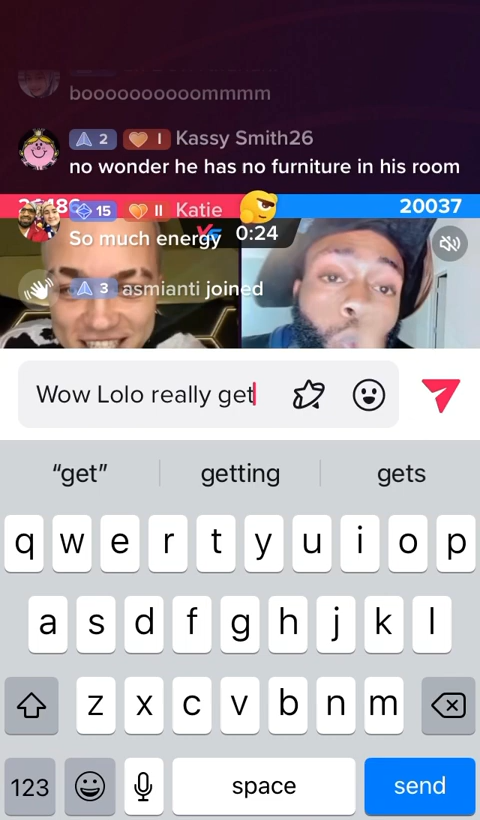 booooooooooommmm
2 I Kassy Smith26
no wonder he has no furniture in his room
20037
15 II Katie
So much energy
0:24
3 asmianti joined
Wow Lolo really get
“get” getting gets
q w e r t y u i o p
a s d f g h j k l
z x c v b n m
123 space send